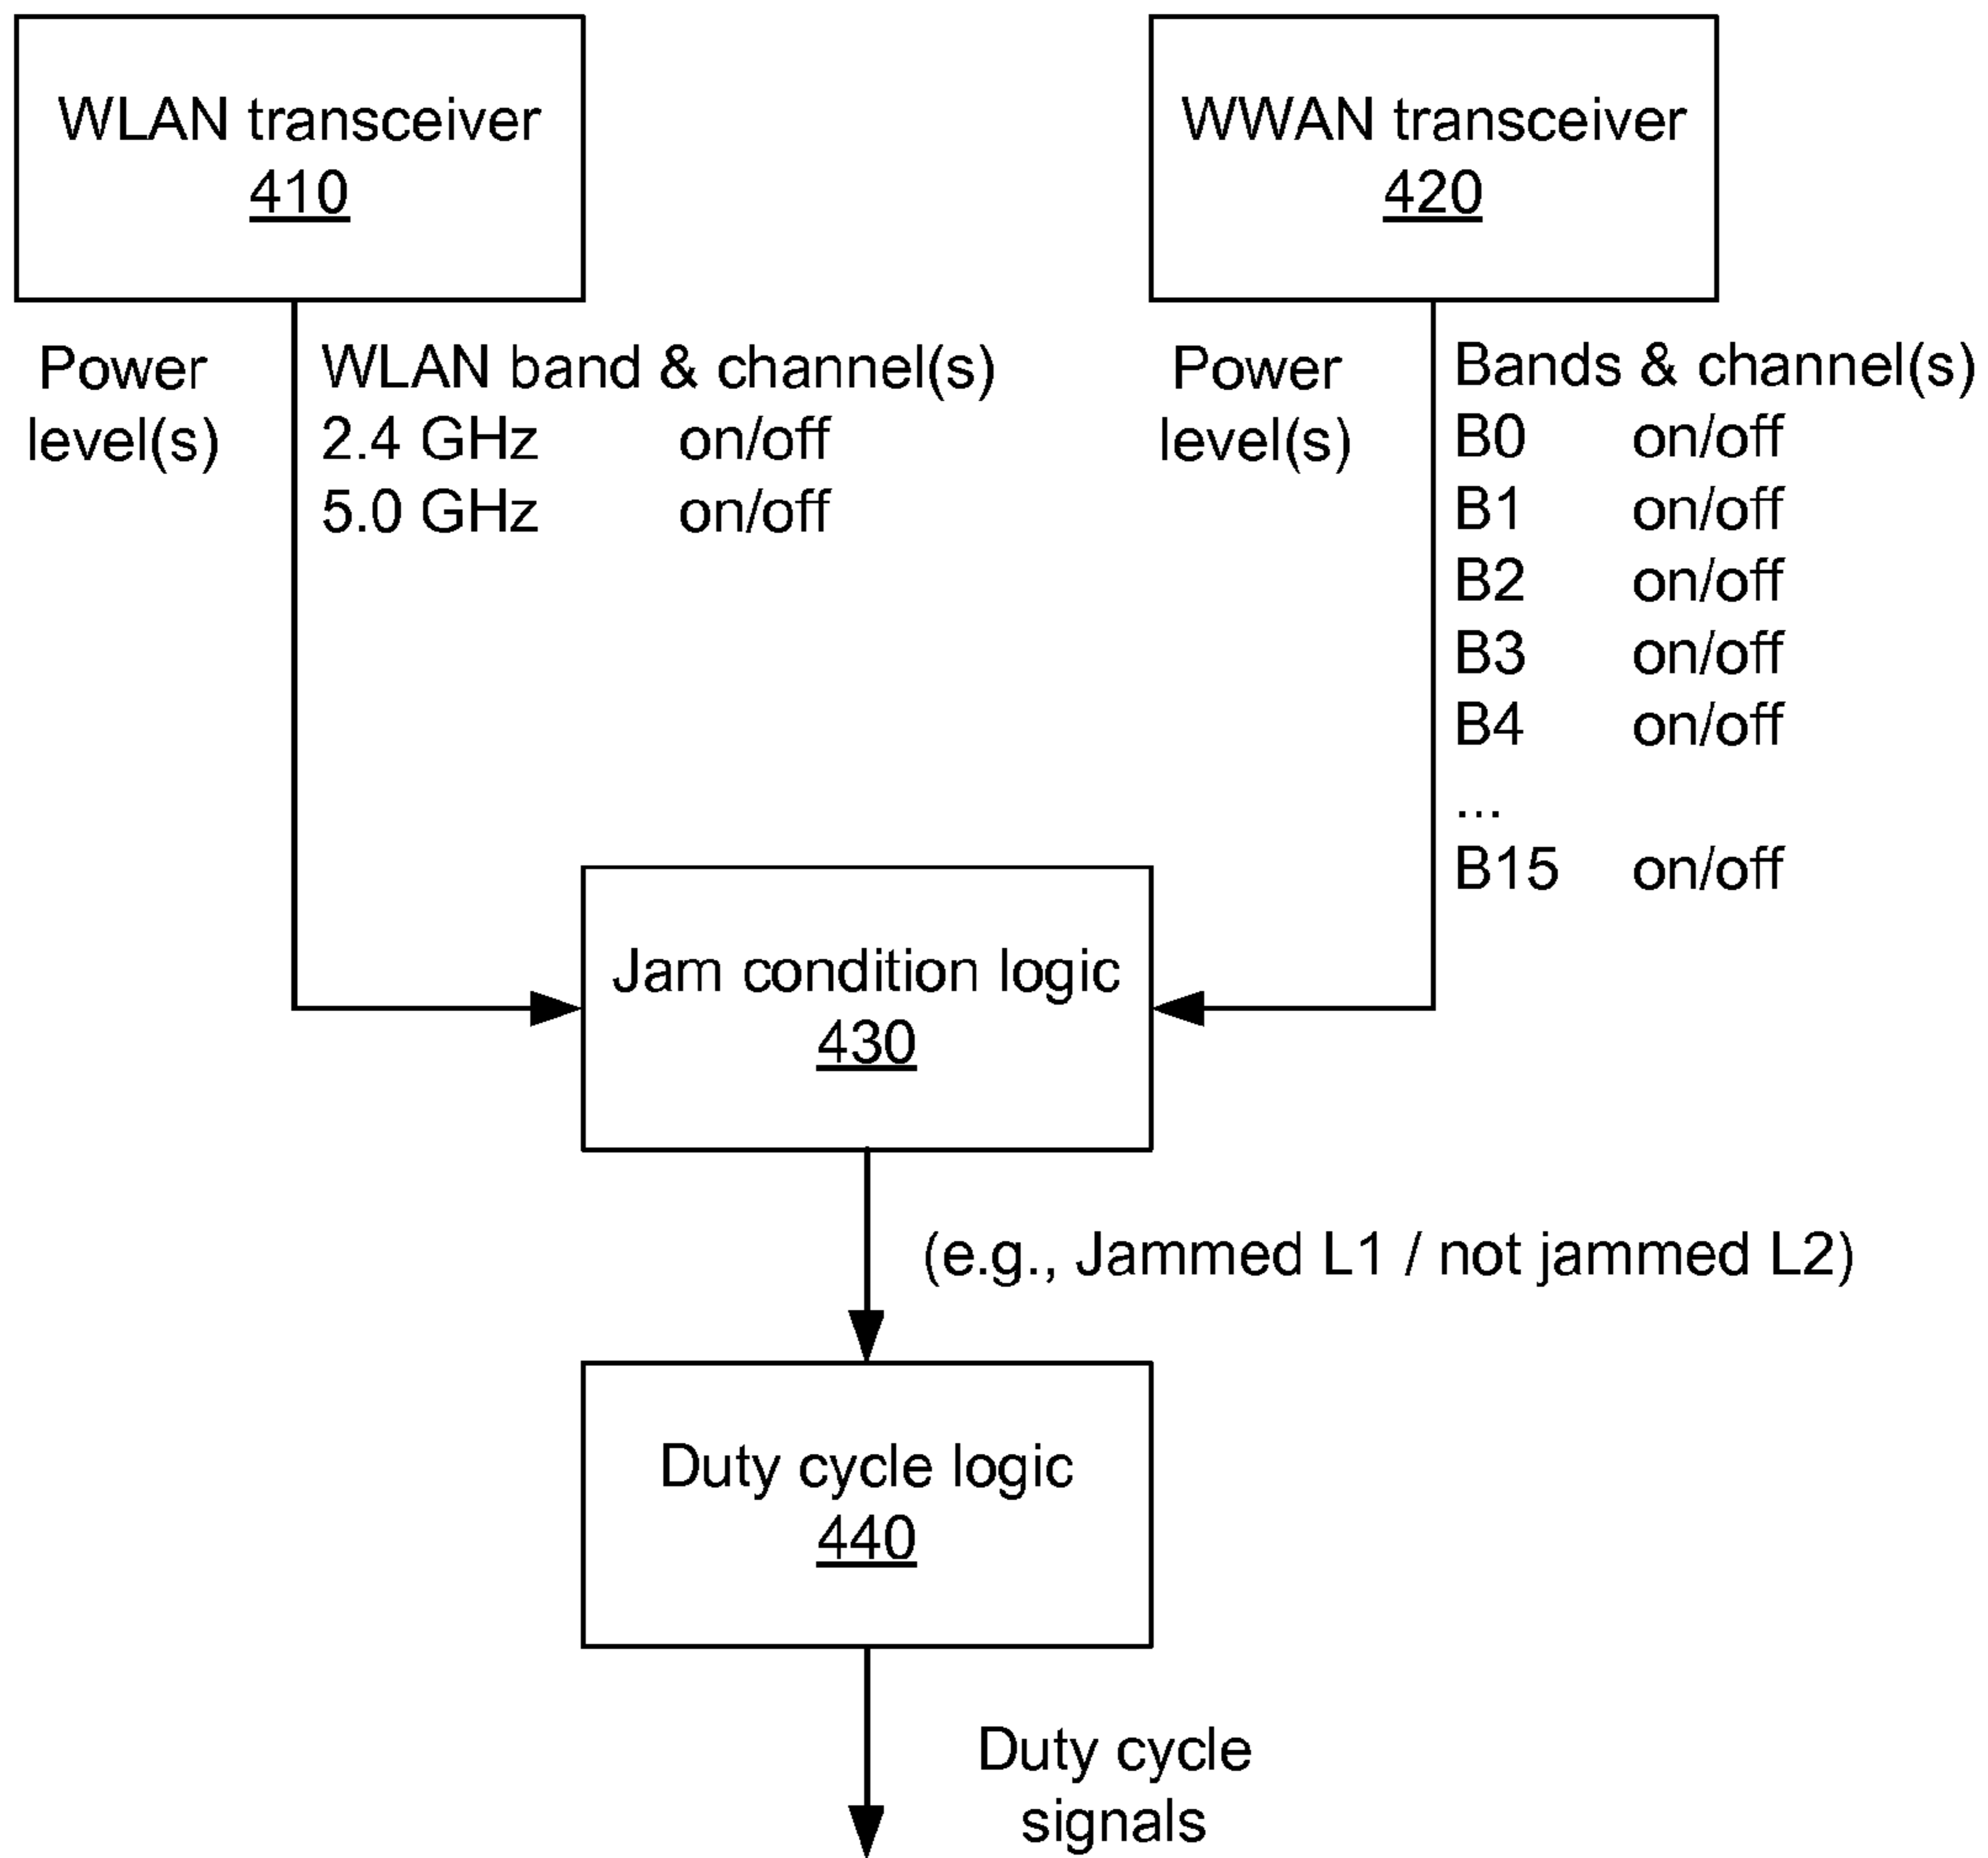 WLAN transceiver
410
WWAN transceiver
420
Power
level(s)
WLAN band & channel(s)
2.4 GHz on/off
5.0 GHz on/off
Power
level(s)
Bands & channel(s)
B0 on/off
B1 on/off
B2 on/off
B3 on/off
B4 on/off
...
B15 on/off
Jam condition logic
430
(e.g., Jammed L1 / not jammed L2)
Duty cycle logic
440
Duty cycle
signals